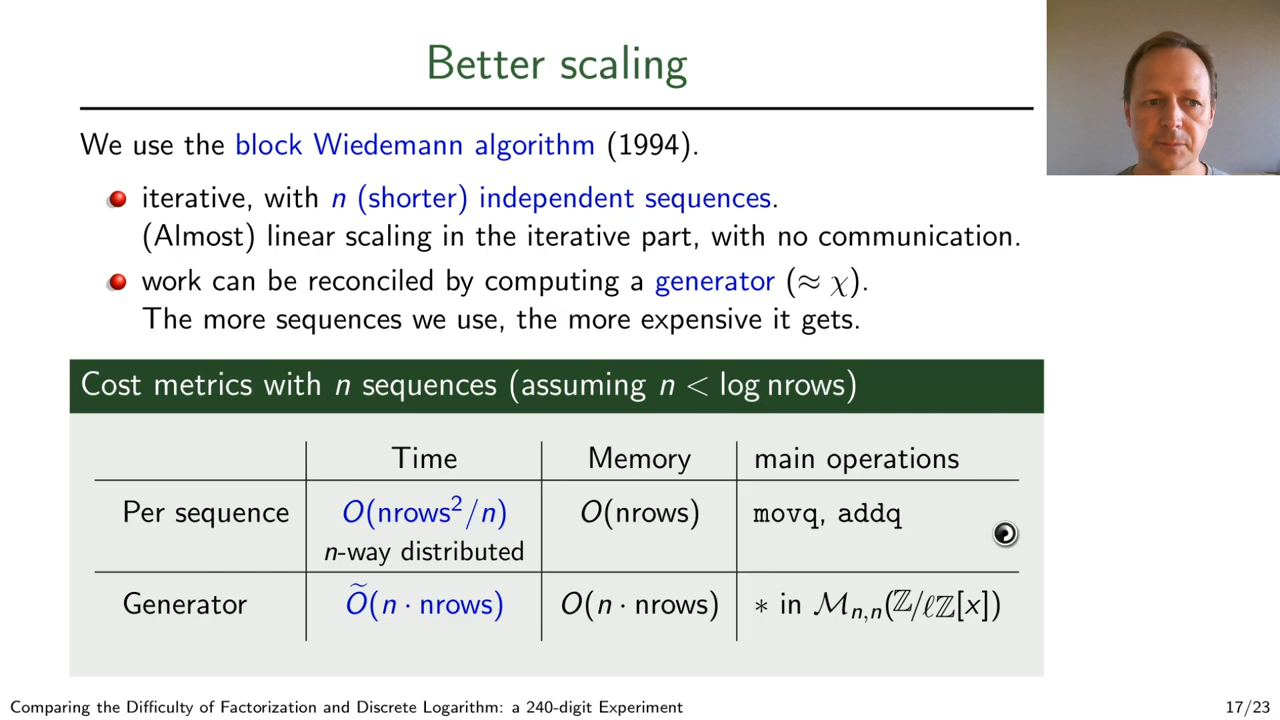 Better scaling
We use the block Wiedemann algorithm (1994).
iterative, with n (shorter) independent sequences.
(Almost) linear scaling in the iterative part, with no communication.
work can be reconciled by computing a generator (≈ χ).
The more sequences we use, the more expensive it gets.
Cost metrics with n sequences (assuming n < log nrows)
Time Memory main operations
Per sequence O(nrows²/n) O(nrows) movq, addq
n-way distributed
Generator Õ(n · nrows) O(n · nrows) ∗ in ℳn,n(ℤ/ℓℤ[x])
Comparing the Difficulty of Factorization and Discrete Logarithm: a 240-digit Experiment 17/23